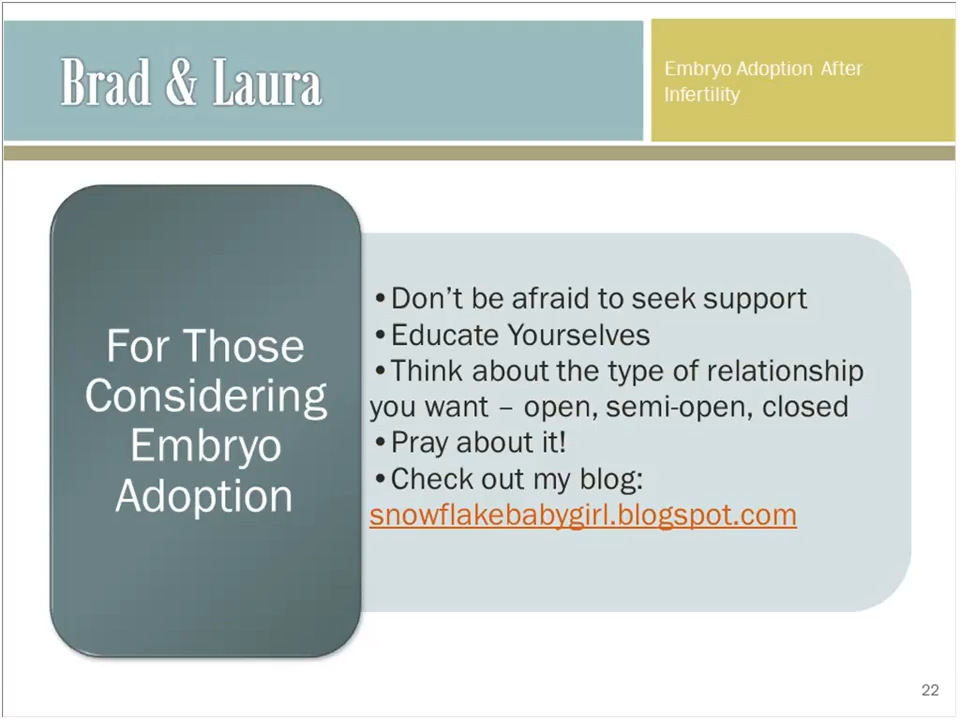 Brad & Laura
Embryo Adoption After
Infertility
For Those
Considering
Embryo
Adoption
•Don't be afraid to seek support
•Educate Yourselves
•Think about the type of relationship
you want – open, semi-open, closed
•Pray about it!
•Check out my blog:
snowflakebabygirl.blogspot.com
22